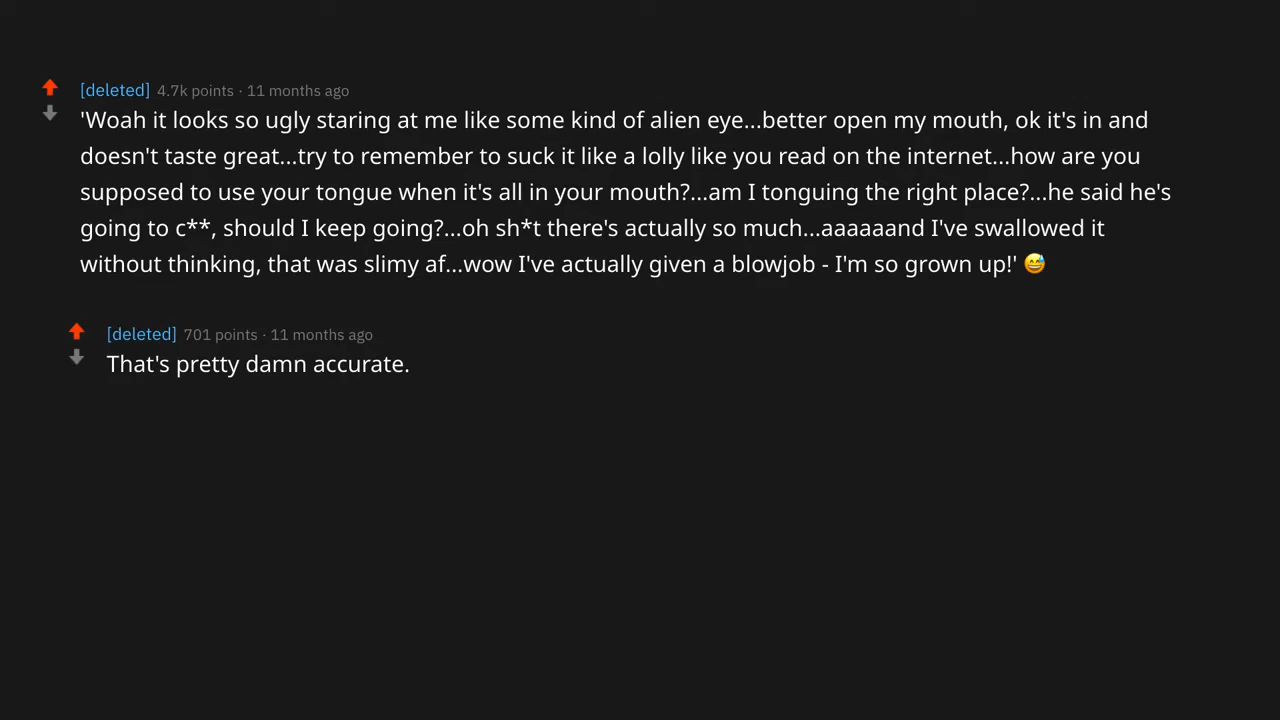 [deleted] 4.7k points · 11 months ago
'Woah it looks so ugly staring at me like some kind of alien eye...better open my mouth, ok it's in and
doesn't taste great...try to remember to suck it like a lolly like you read on the internet...how are you
supposed to use your tongue when it's all in your mouth?...am I tonguing the right place?...he said he's
going to c**, should I keep going?...oh sh*t there's actually so much...aaaaaand I've swallowed it
without thinking, that was slimy af...wow I've actually given a blowjob - I'm so grown up!' 😅
[deleted] 701 points · 11 months ago
That's pretty damn accurate.